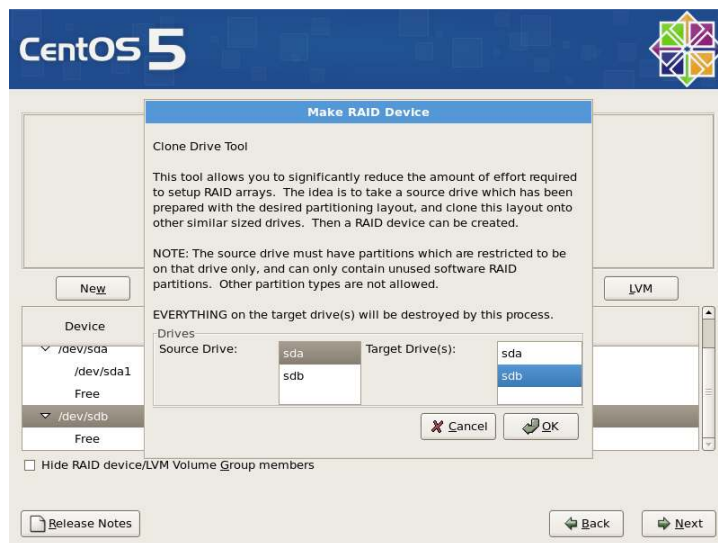 CentOS 5
Make RAID Device
Clone Drive Tool
This tool allows you to significantly reduce the amount of effort required
to setup RAID arrays.  The idea is to take a source drive which has been
prepared with the desired partitioning layout, and clone this layout onto
other similar sized drives.  Then a RAID device can be created.
NOTE: The source drive must have partitions which are restricted to be
on that drive only, and can only contain unused software RAID
partitions.  Other partition types are not allowed.
EVERYTHING on the target drive(s) will be destroyed by this process.
Drives
Source Drive:
sda
sdb
Target Drive(s):
sda
sdb
Cancel
OK
New
LVM
Device
/dev/sda
/dev/sda1
Free
/dev/sdb
Free
Hide RAID device/LVM Volume Group members
Release Notes
Back
Next